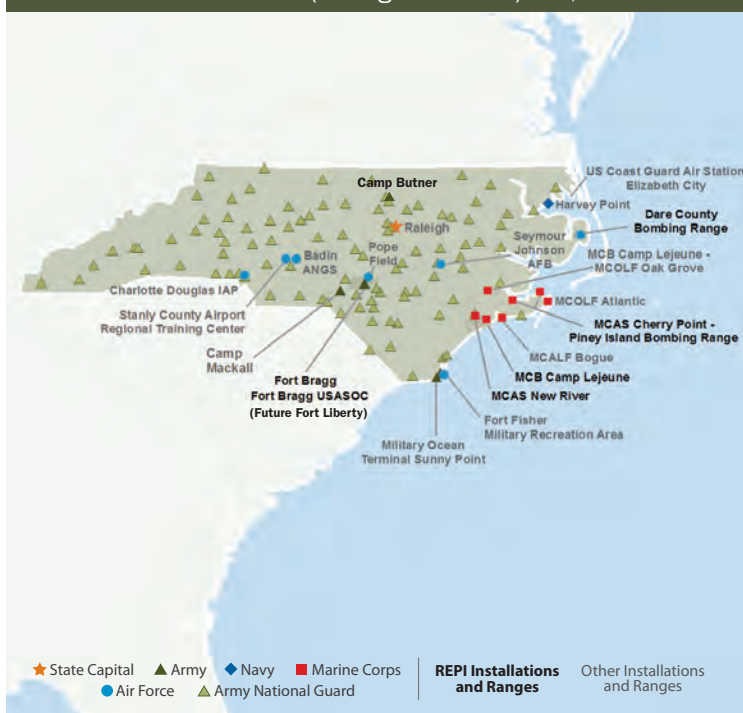 Camp Butner
US Coast Guard Air Station
Elizabeth City
Harvey Point
Raleigh
Dare County
Bombing Range
Seymour
Johnson
AFB
Pope
Field
Badin
ANGS
MCB Camp Lejeune -
MCOLF Oak Grove
Charlotte Douglas IAP
MCOLF Atlantic
Stanly County Airport
Regional Training Center
MCAS Cherry Point -
Piney Island Bombing Range
Camp
Mackall
MCALF Bogue
Fort Bragg
Fort Bragg USASOC
(Future Fort Liberty)
MCB Camp Lejeune
MCAS New River
Fort Fisher
Military Recreation Area
Military Ocean
Terminal Sunny Point
State Capital
Army
Navy
Marine Corps
Air Force
Army National Guard
REPI Installations
and Ranges
Other Installations
and Ranges